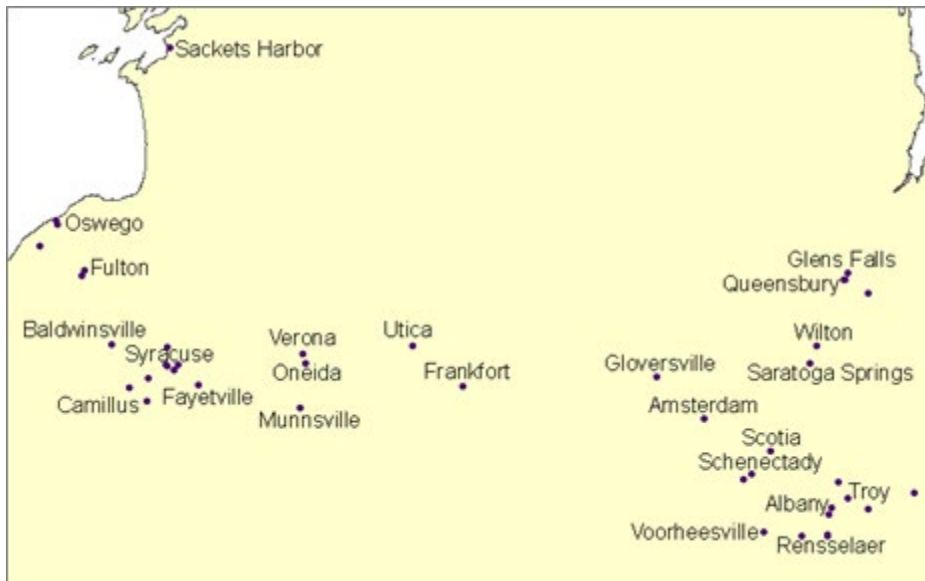 Sackets Harbor
Oswego
Fulton
Glens Falls
Queensbury
Baldwinsville
Utica
Wilton
Verona
Syracuse
Gloversville
Oneida
Frankfort
Saratoga Springs
Fayetville
Camillus
Amsterdam
Munnsville
Scotia
Schenectady
Troy
Albany
Voorheesville
Rensselaer